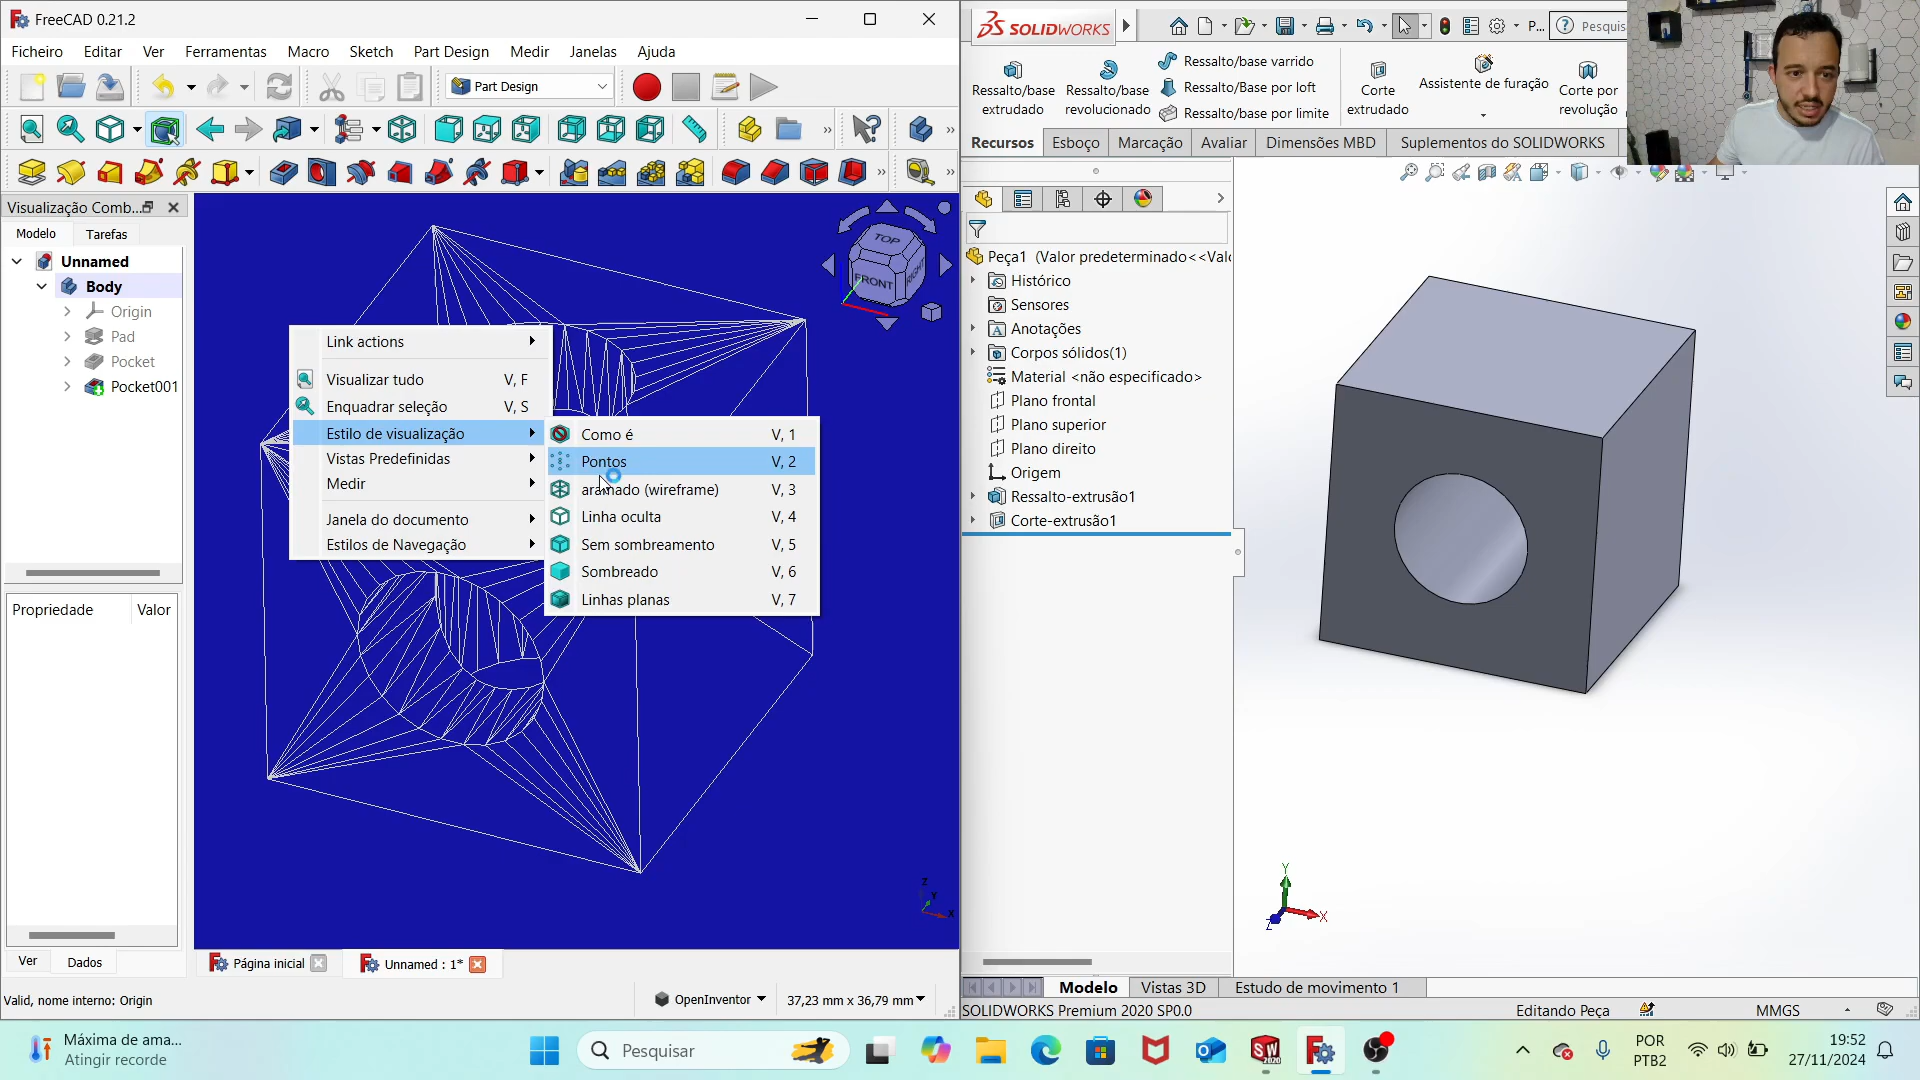 FreeCAD 0.21.2
Ficheiro Editar Ver Ferramentas Macro Sketch Part Design Medir Janelas Ajuda
Part Design
Visualização Comb...
Modelo Tarefas
Unnamed
Body
Origin
Pad
Pocket
Pocket001
Propriedade Valor
Ver Dados
TOP
FRONT
RIGHT
Link actions
Visualizar tudo V, F
Enquadrar seleção V, S
Estilo de visualização
Vistas Predefinidas
Medir
Janela do documento
Estilos de Navegação
Como é V, 1
Pontos V, 2
aramado (wireframe) V, 3
Linha oculta V, 4
Sem sombreamento V, 5
Sombreado V, 6
Linhas planas V, 7
Z
Y
X
Página inicial
Unnamed : 1*
Valid, nome interno: Origin
OpenInventor 37,23 mm x 36,79 mm
SOLIDWORKS
P...
Pesquis
Ressalto/base extrudado
Ressalto/base revolucionado
Ressalto/base varrido
Ressalto/Base por loft
Ressalto/base por limite
Corte extrudado
Assistente de furação
Corte por revolução
Recursos Esboço Marcação Avaliar Dimensões MBD Suplementos do SOLIDWORKS
Peça1 (Valor predeterminado<<Valo
Histórico
Sensores
Anotações
Corpos sólidos(1)
Material <não especificado>
Plano frontal
Plano superior
Plano direito
Origem
Ressalto-extrusão1
Corte-extrusão1
Y
X
Z
Modelo Vistas 3D Estudo de movimento 1
SOLIDWORKS Premium 2020 SP0.0
Editando Peça MMGS
Máxima de ama...
Atingir recorde
Pesquisar
SW
2020
POR
PTB2
19:52
27/11/2024